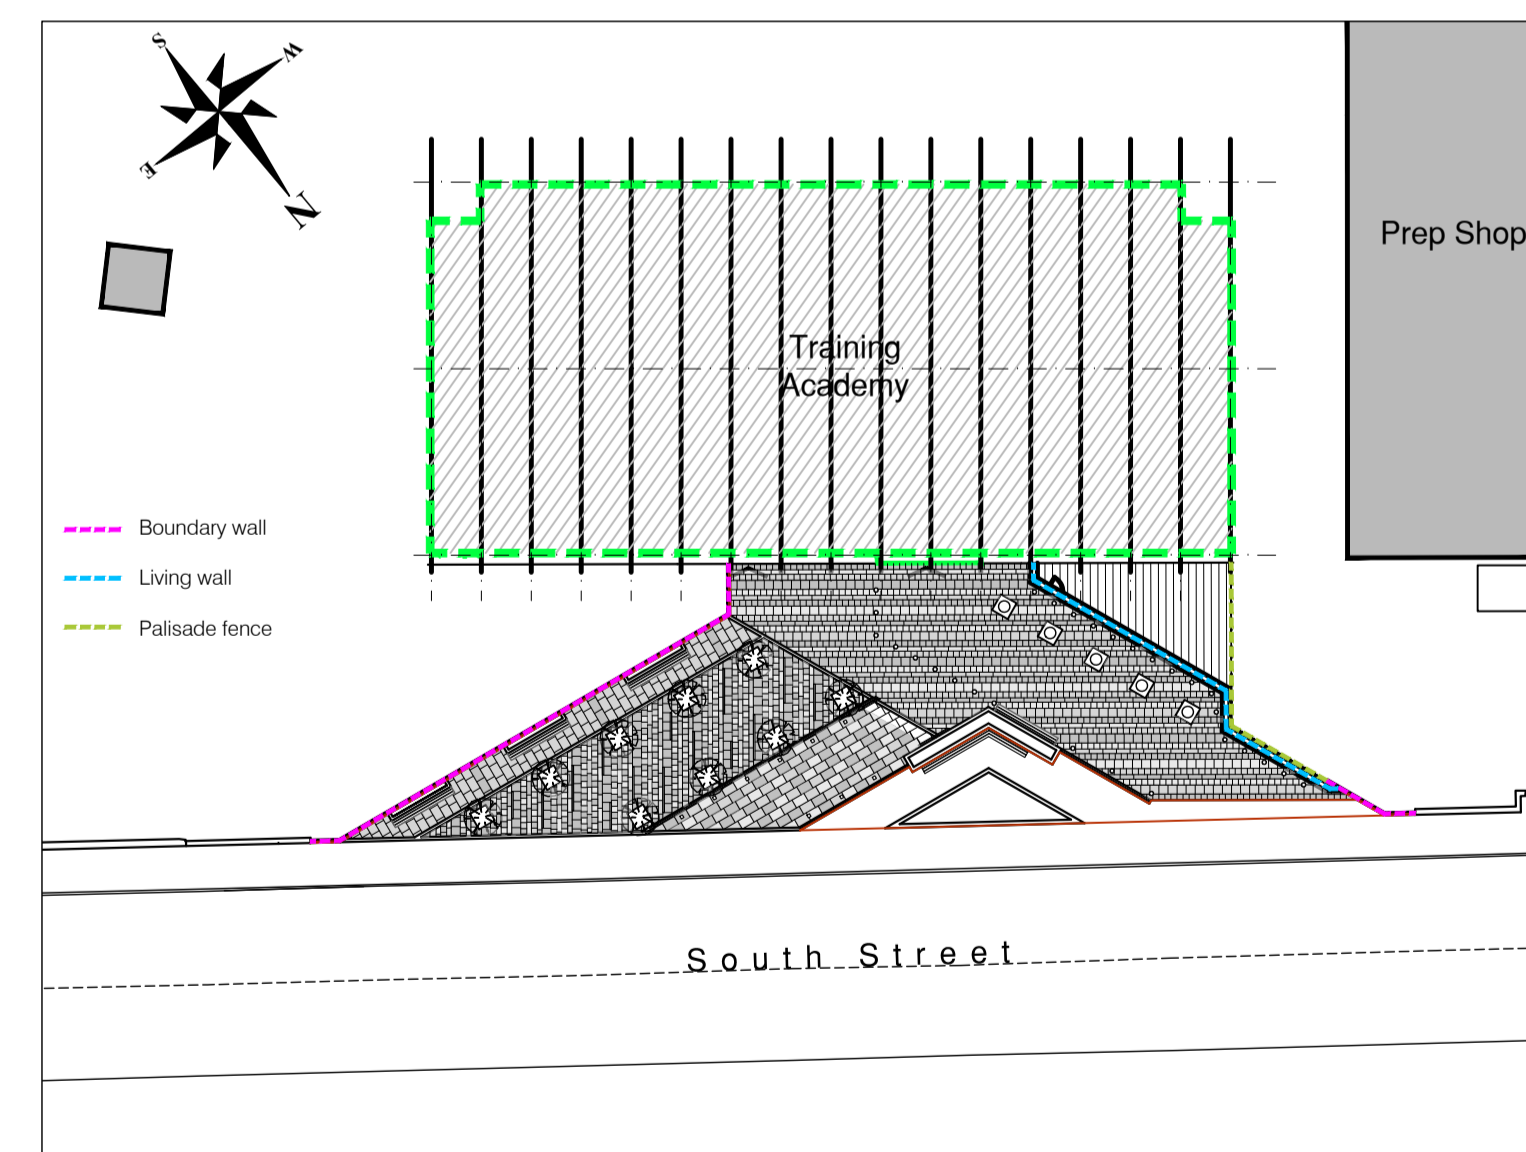 S
W
E
N
Prep Shop
Training
Academy
Boundary wall
Living wall
Palisade fence
South Street